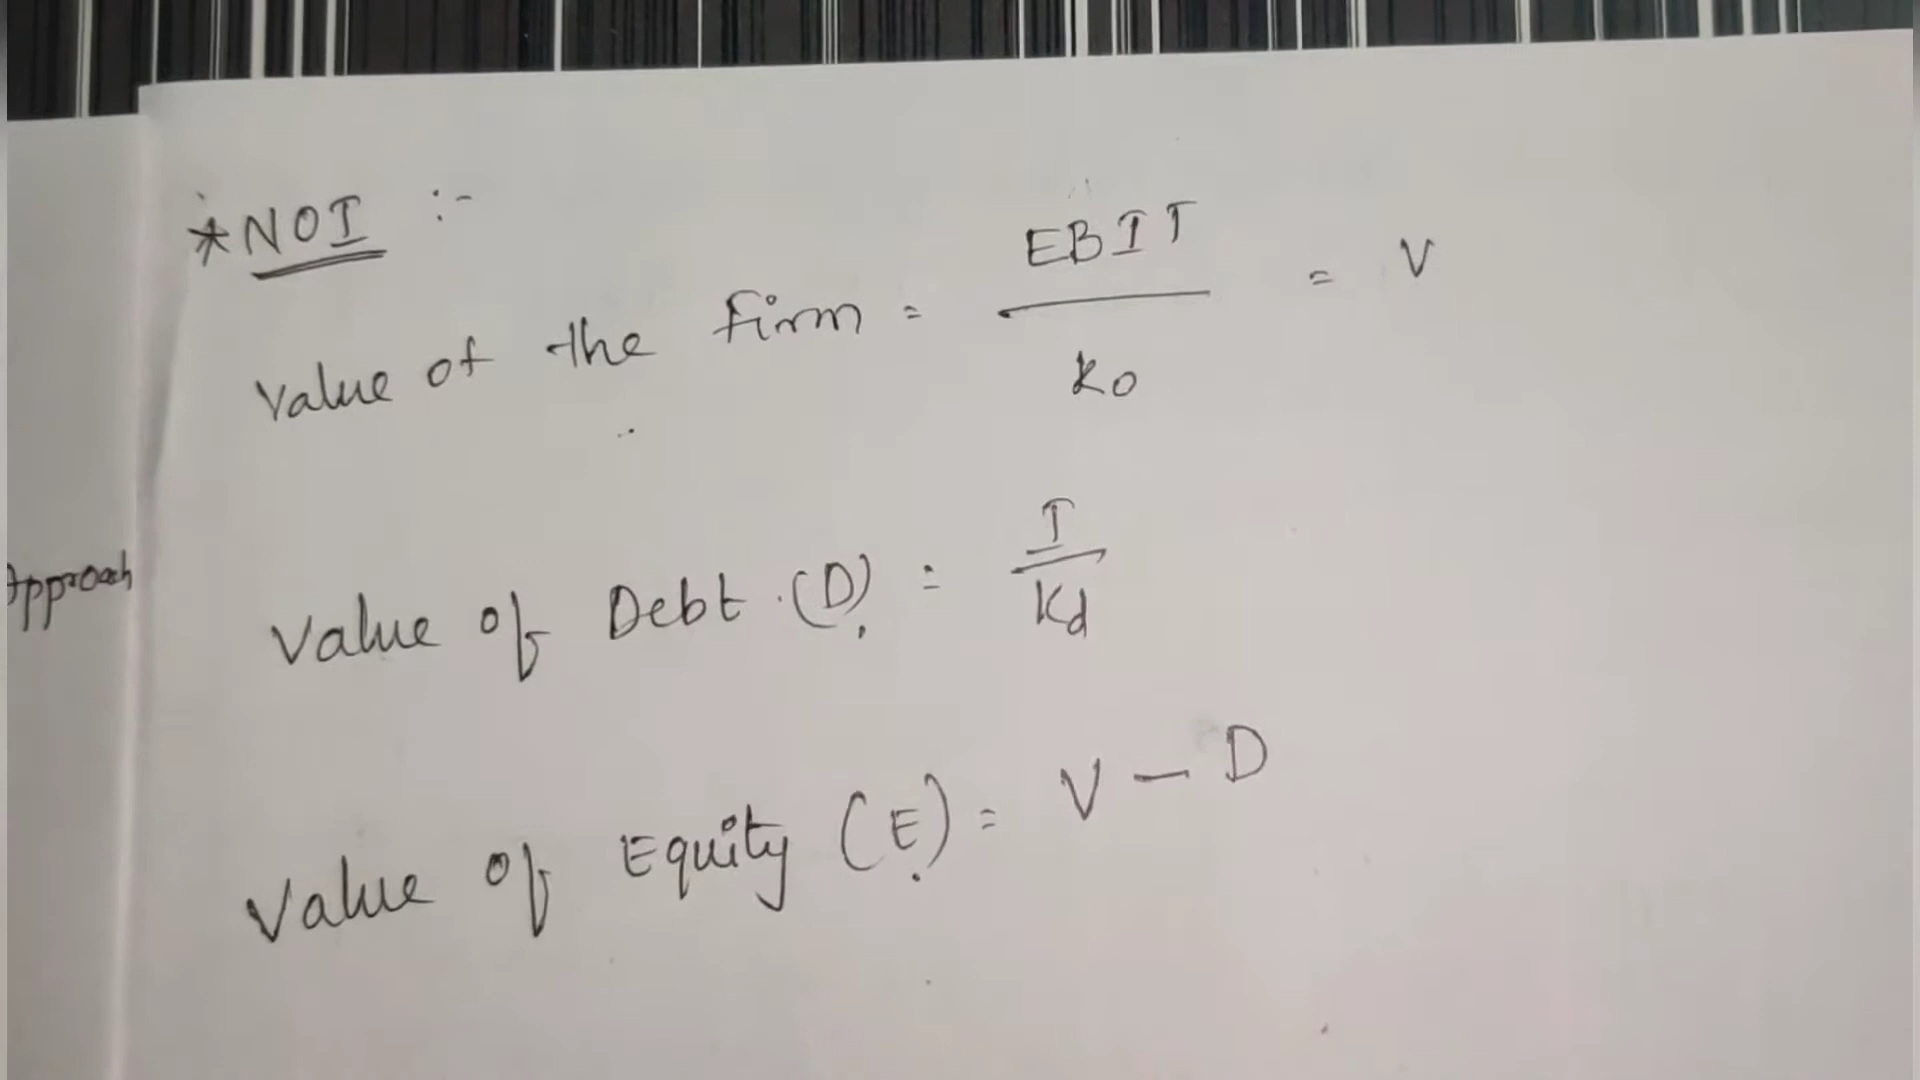 *NOI :-
Value of the firm = EBIT / Ko = V
Approach
Value of Debt (D) = I / Kd
Value of Equity (E) = V - D